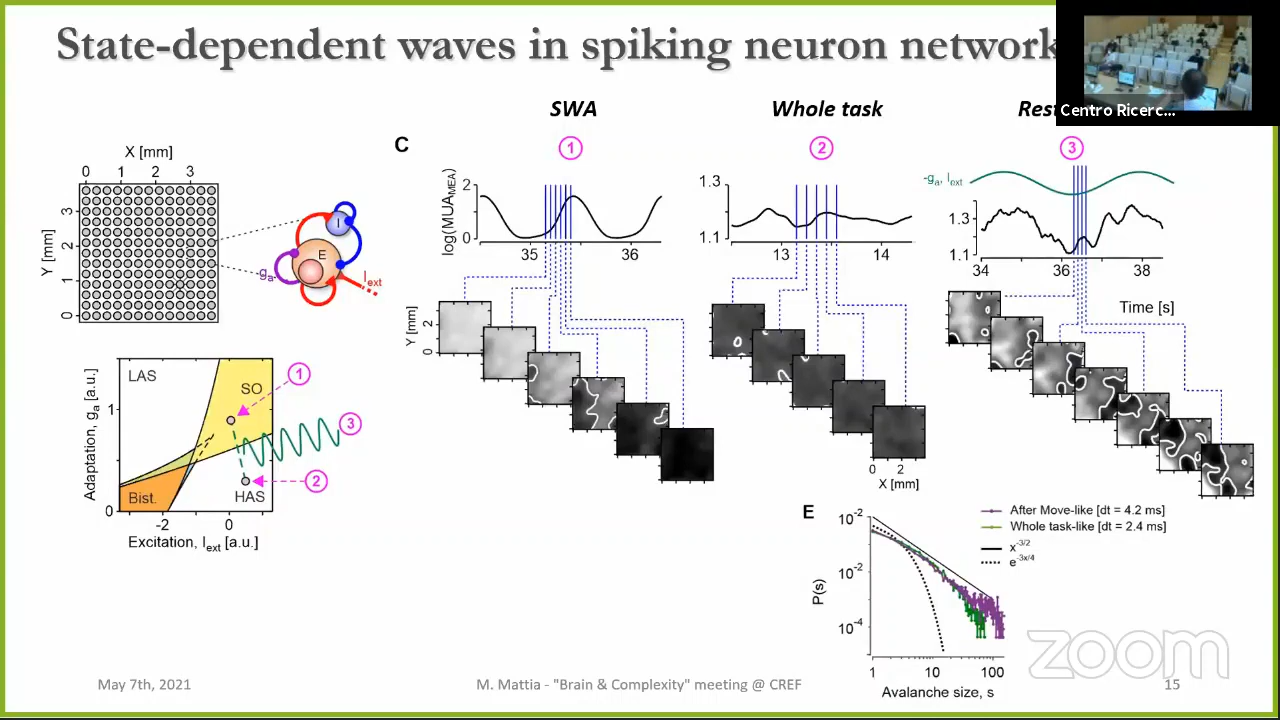 State-dependent waves in spiking neuron network
Centro Ricerc...
SWA
Whole task
Res
1
2
3
C
X [mm]
0 1 2 3
Y [mm]
3
2
1
0
I
E
ga
Iext
log(MUAMEA)
2
1
0
35
36
1.3
1.1
13
14
-ga, Iext
1.3
1.1
34
36
38
Time [s]
Y [mm]
2
0
0 2
X [mm]
LAS
SO
1
3
2
HAS
Bist.
Adaptation, ga [a.u.]
1
0
-2
0
Excitation, Iext [a.u.]
E
After Move-like [dt = 4.2 ms]
Whole task-like [dt = 2.4 ms]
x-3/2
e-3x/4
P(s)
10-2
10-2
10-4
1
10
100
Avalanche size, s
zoom
May 7th, 2021
M. Mattia - "Brain & Complexity" meeting @ CREF
15